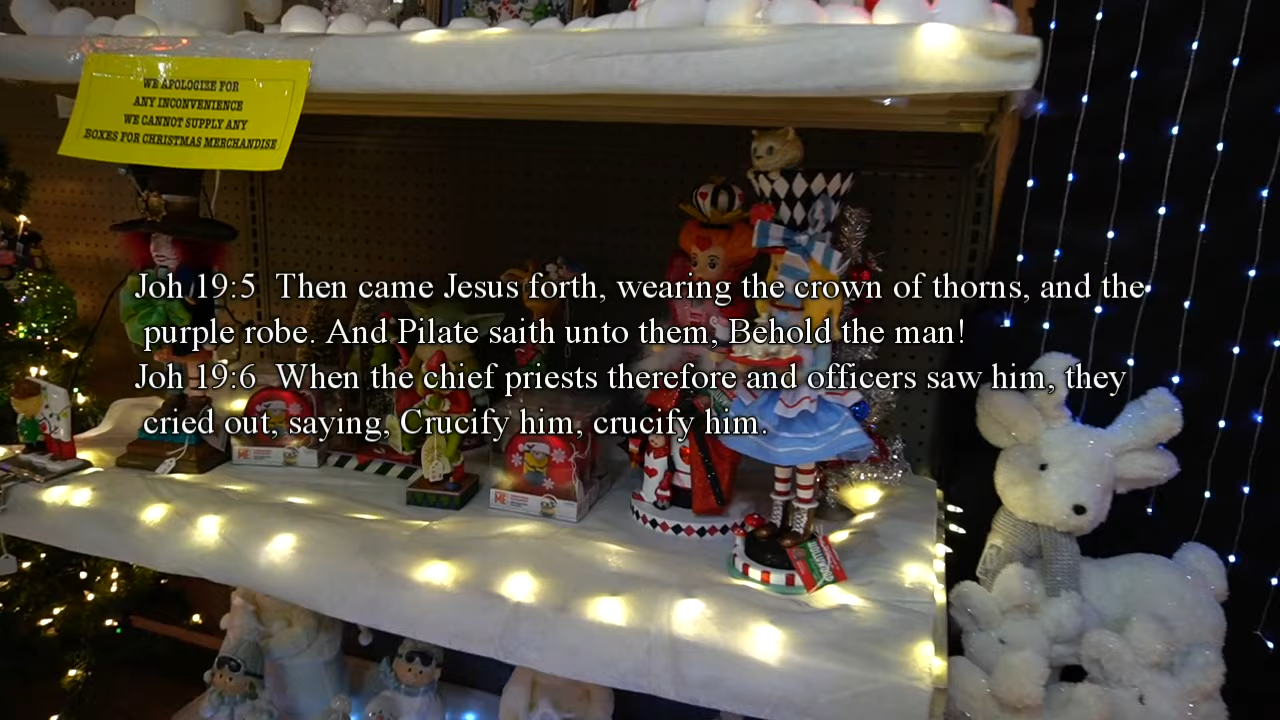 WE APOLOGIZE FOR
ANY INCONVENIENCE
WE CANNOT SUPPLY ANY
BOXES FOR CHRISTMAS MERCHANDISE
Joh 19:5 Then came Jesus forth, wearing the crown of thorns, and the
purple robe. And Pilate saith unto them, Behold the man!
Joh 19:6 When the chief priests therefore and officers saw him, they
cried out, saying, Crucify him, crucify him.
ME
ME